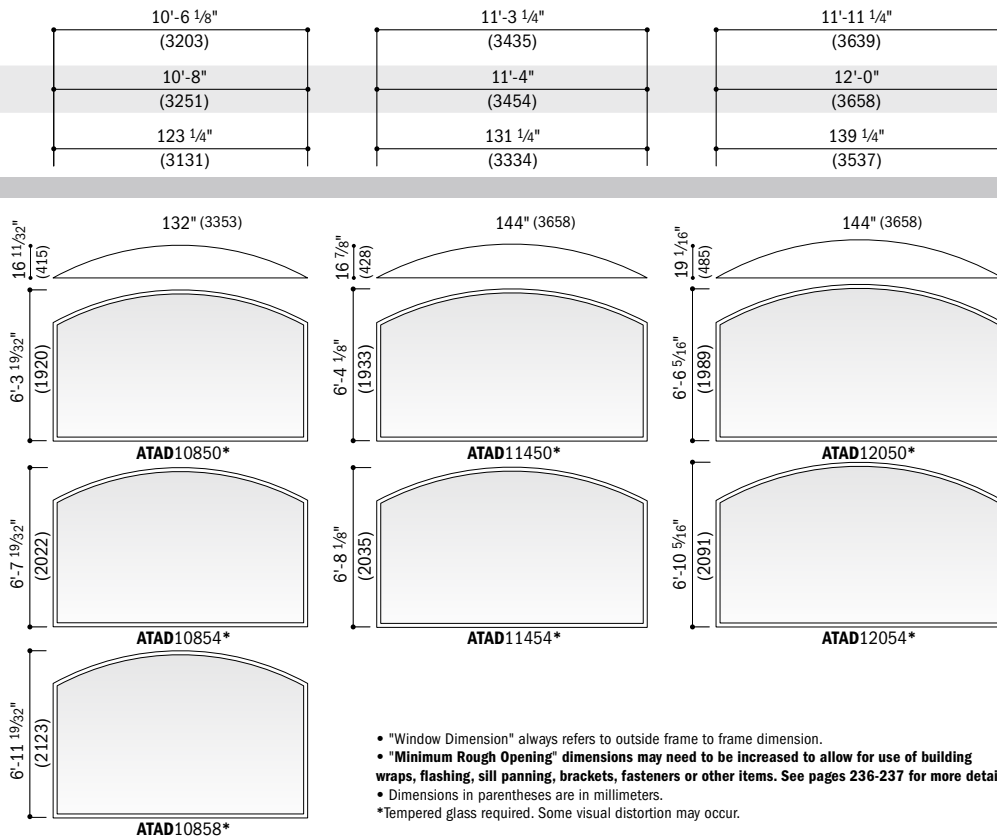 10'-6 1/8" 11'-3 1/4" 11'-11 1/4"
(3203) (3435) (3639)
10'-8" 11'-4" 12'-0"
(3251) (3454) (3658)
123 1/4" 131 1/4" 139 1/4"
(3131) (3334) (3537)
132" (3353) 144" (3658) 144" (3658)
16 11/32" (415) 16 7/8" (428) 19 1/16" (485)
6'-3 19/32" (1920) 6'-4 1/8" (1933) 6'-6 5/16" (1989)
ATAD10850* ATAD11450* ATAD12050*
6'-7 19/32" (2022) 6'-8 1/8" (2035) 6'-10 5/16" (2091)
ATAD10854* ATAD11454* ATAD12054*
6'-11 19/32" (2123)
ATAD10858*
• "Window Dimension" always refers to outside frame to frame dimension.
• "Minimum Rough Opening" dimensions may need to be increased to allow for use of building
wraps, flashing, sill panning, brackets, fasteners or other items. See pages 236-237 for more detai
• Dimensions in parentheses are in millimeters.
*Tempered glass required. Some visual distortion may occur.